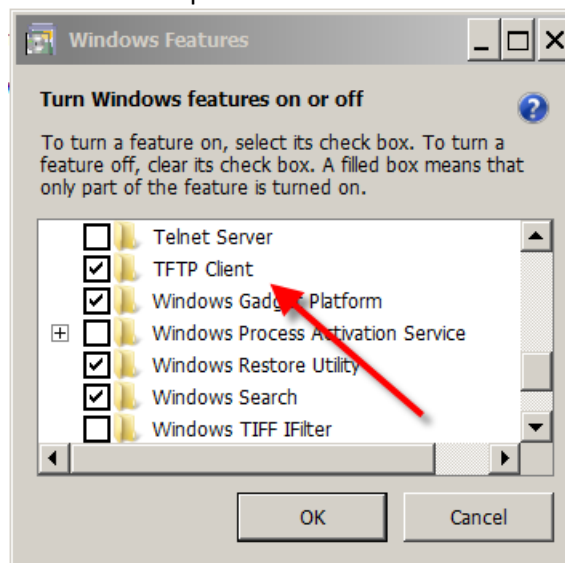 Windows Features
Turn Windows features on or off
To turn a feature on, select its check box. To turn a
feature off, clear its check box. A filled box means that
only part of the feature is turned on.
Telnet Server
TFTP Client
Windows Gadget Platform
Windows Process Activation Service
Windows Restore Utility
Windows Search
Windows TIFF IFilter
OK
Cancel